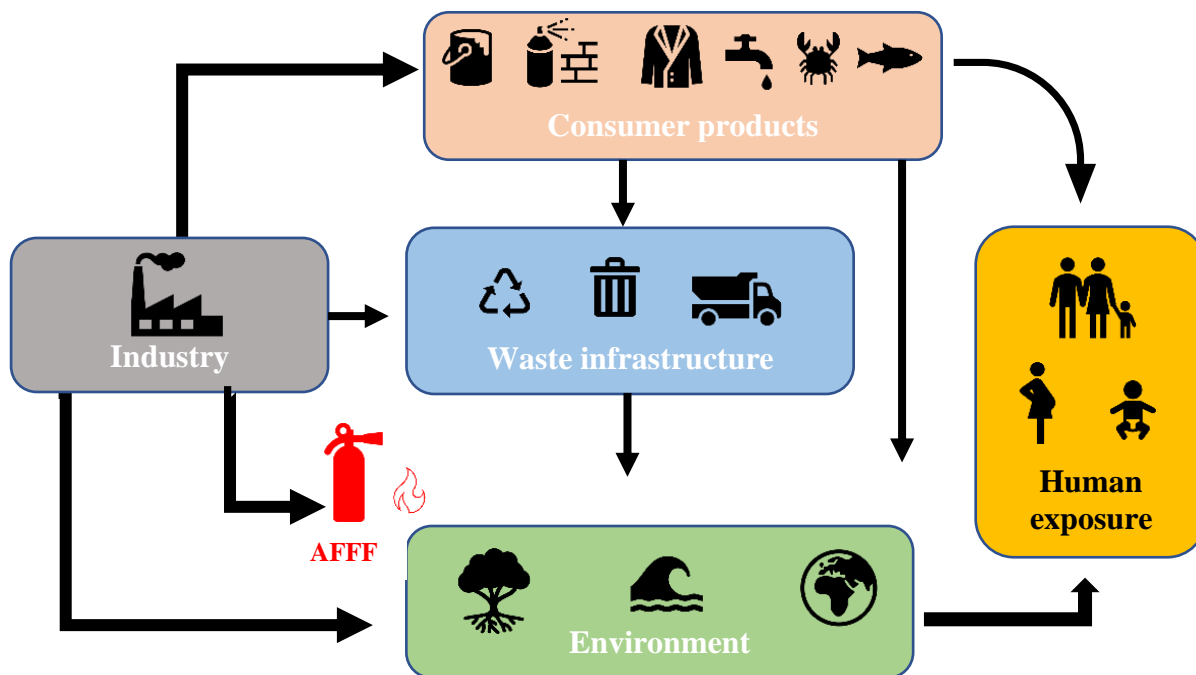 Consumer products
Industry
Waste infrastructure
AFFF
Human
exposure
Environment